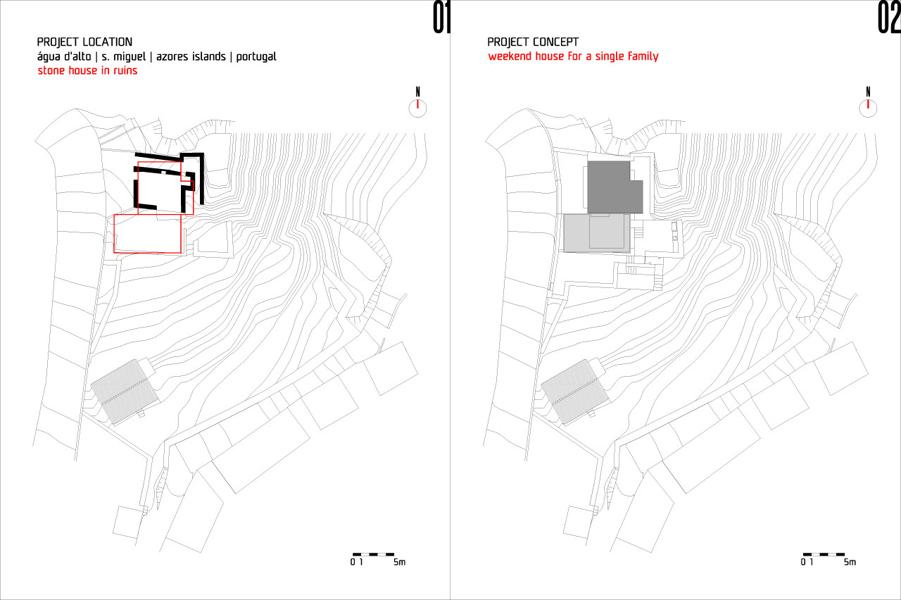 01
PROJECT LOCATION
água d'alto | s. miguel | azores islands | portugal
stone house in ruins
N
0 1 5m
02
PROJECT CONCEPT
weekend house for a single family
N
0 1 5m